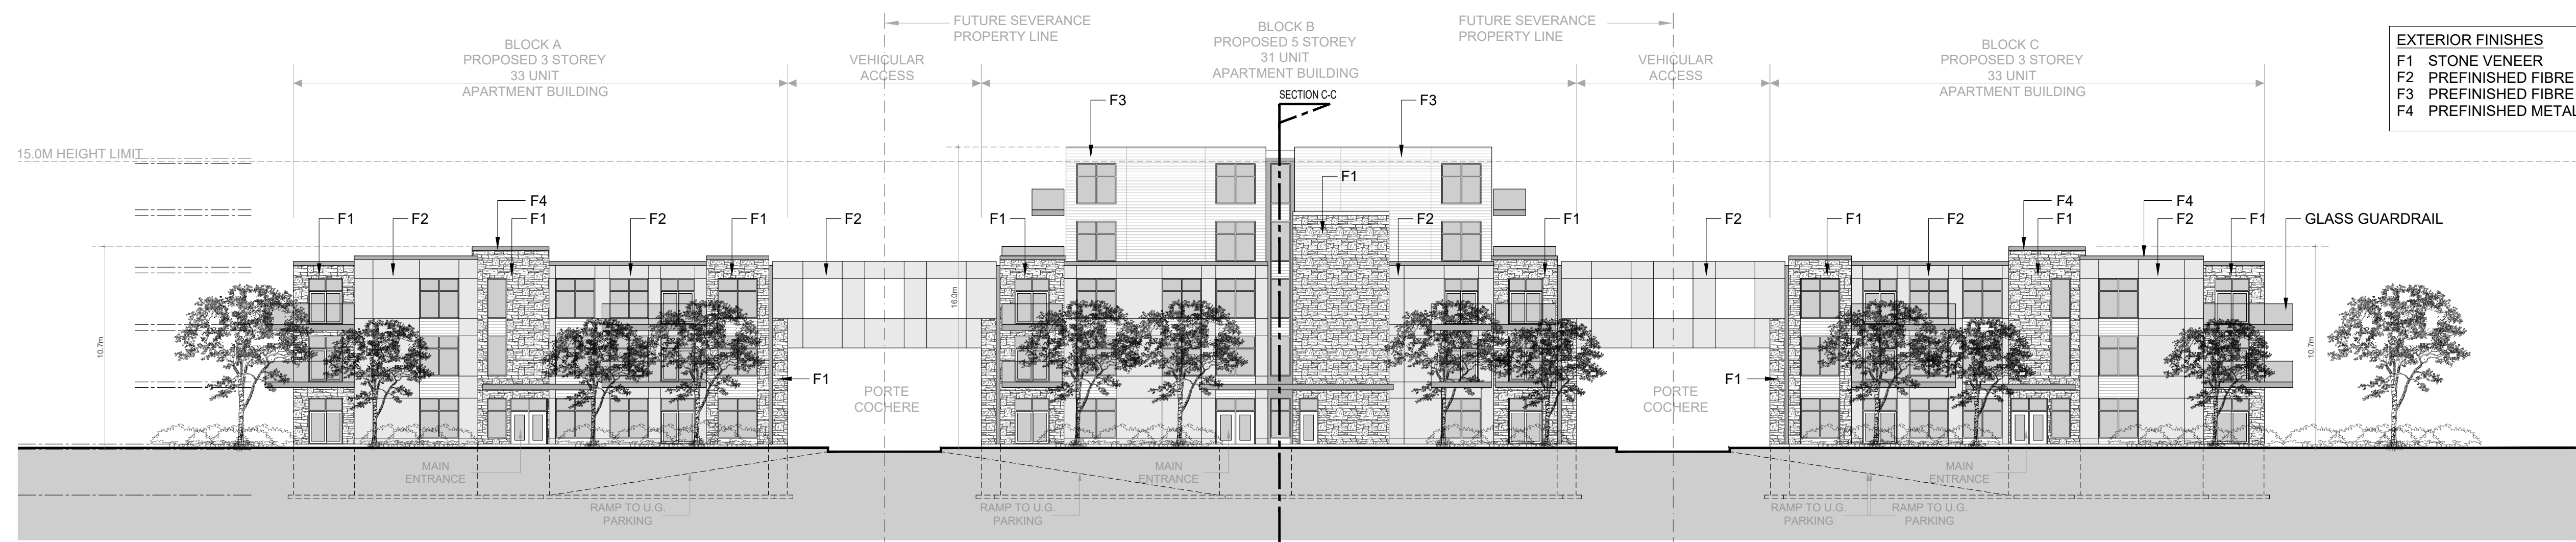 FUTURE SEVERANCE
PROPERTY LINE
FUTURE SEVERANCE
PROPERTY LINE
BLOCK A
PROPOSED 3 STOREY
33 UNIT
APARTMENT BUILDING
VEHICULAR
ACCESS
BLOCK B
PROPOSED 5 STOREY
31 UNIT
APARTMENT BUILDING
VEHICULAR
ACCESS
BLOCK C
PROPOSED 3 STOREY
33 UNIT
APARTMENT BUILDING
EXTERIOR FINISHES
F1 STONE VENEER
F2 PREFINISHED FIBRE
F3 PREFINISHED FIBRE
F4 PREFINISHED METAL
SECTION C-C
F3
F3
15.0M HEIGHT LIMIT
F1
F4
F4
F4
F1
F2
F1
F2
F1
F2
F1
F2
F1
F2
F1
F2
F1
F2
F1
GLASS GUARDRAIL
16.0m
10.7m
10.7m
F1
F1
PORTE
COCHERE
PORTE
COCHERE
MAIN
ENTRANCE
MAIN
ENTRANCE
MAIN
ENTRANCE
RAMP TO U.G.
PARKING
RAMP TO U.G.
PARKING
RAMP TO U.G.
PARKING
RAMP TO U.G.
PARKING